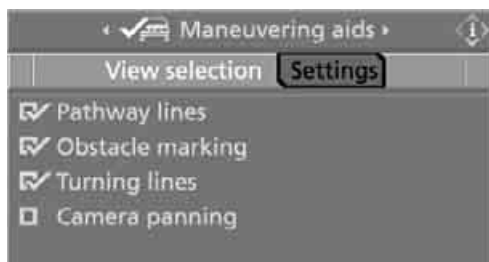 Maneuvering aids
View selection Settings
Pathway lines
Obstacle marking
Turning lines
Camera panning